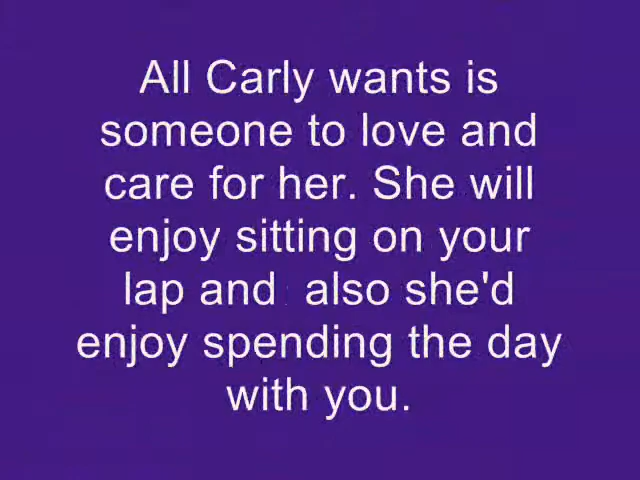 All Carly wants is
someone to love and
care for her. She will
enjoy sitting on your
lap and  also she'd
enjoy spending the day
with you.